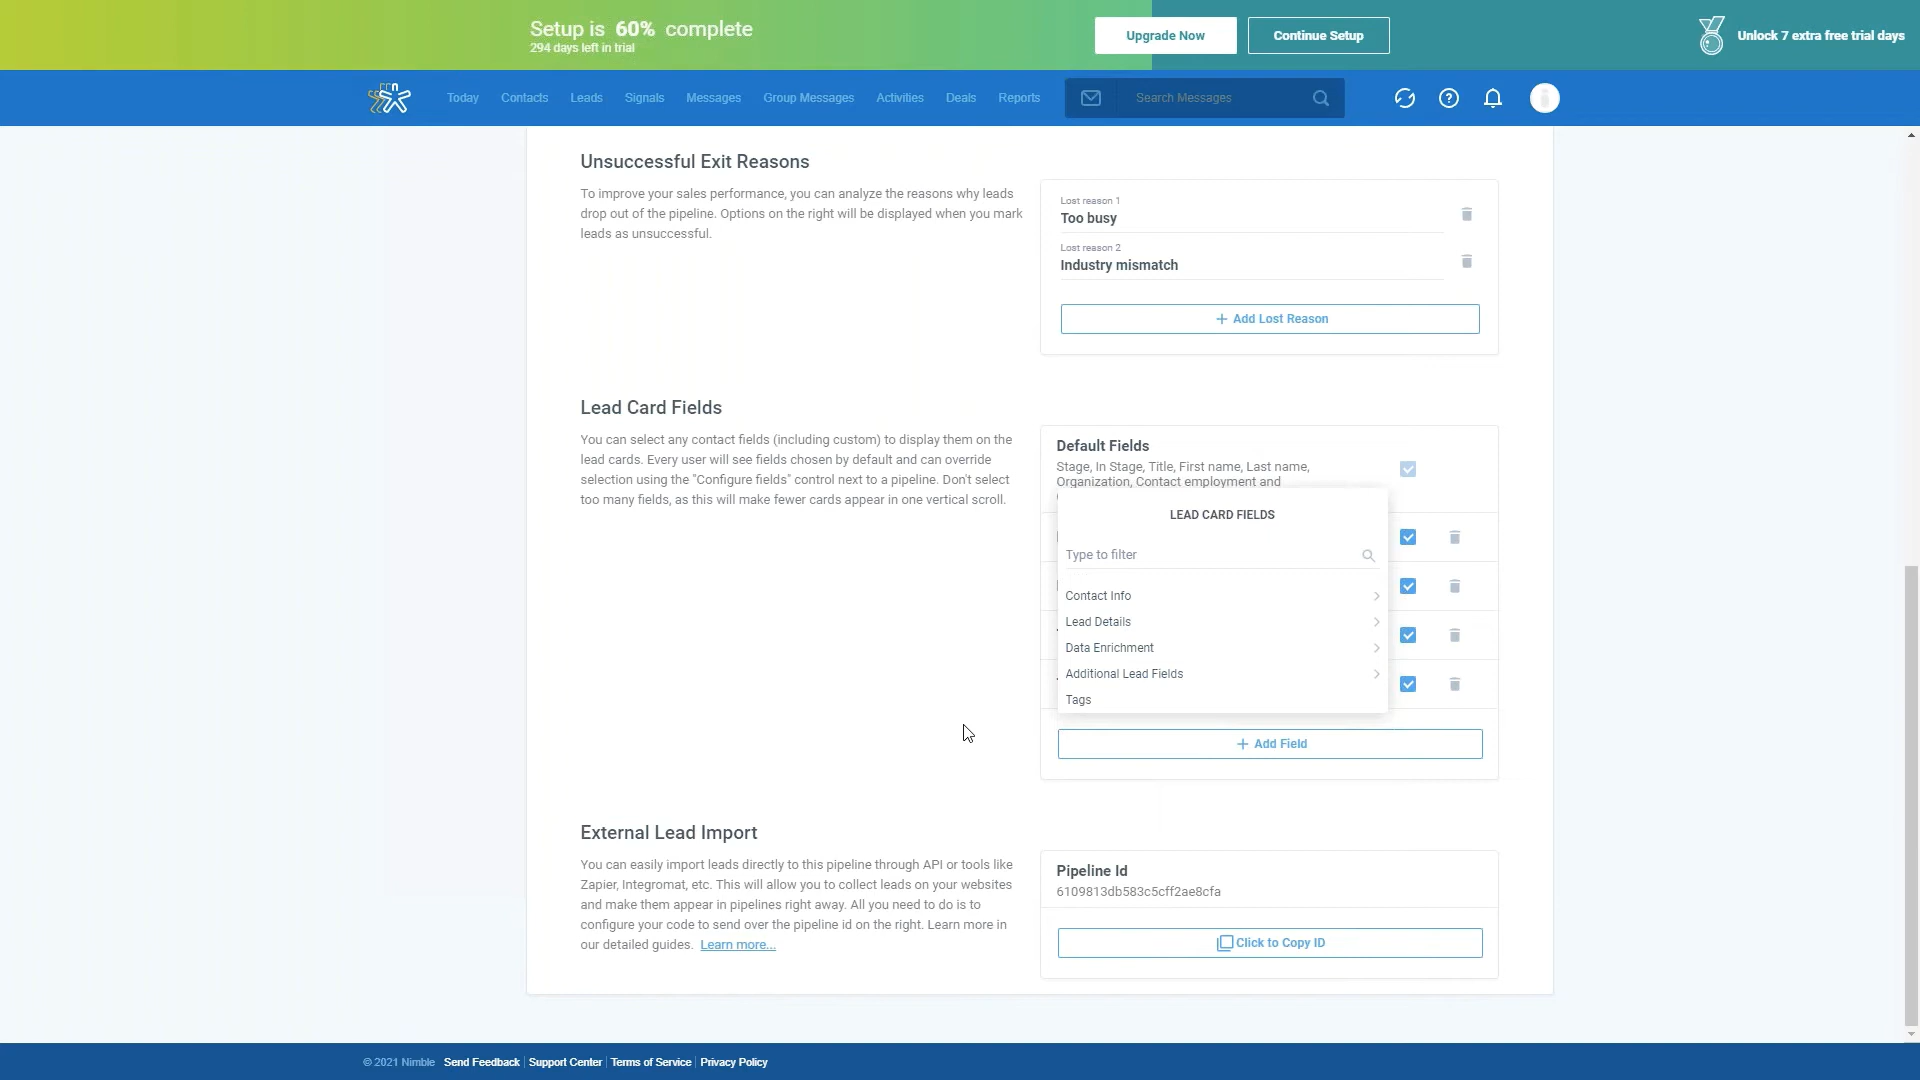 Setup is 60% complete
294 days left in trial
Upgrade Now
Continue Setup
Unlock 7 extra free trial days
Today
Contacts
Leads
Signals
Messages
Group Messages
Activities
Deals
Reports
Search Messages
Unsuccessful Exit Reasons
To improve your sales performance, you can analyze the reasons why leads
drop out of the pipeline. Options on the right will be displayed when you mark
leads as unsuccessful.
Lost reason 1
Too busy
Lost reason 2
Industry mismatch
Add Lost Reason
Lead Card Fields
You can select any contact fields (including custom) to display them on the
lead cards. Every user will see fields chosen by default and can override
selection using the "Configure fields" control next to a pipeline. Don't select
too many fields, as this will make fewer cards appear in one vertical scroll.
Default Fields
Stage, In Stage, Title, First name, Last name,
Organization, Contact employment and
LEAD CARD FIELDS
Type to filter
Contact Info
Lead Details
Data Enrichment
Additional Lead Fields
Tags
Add Field
External Lead Import
You can easily import leads directly to this pipeline through API or tools like
Zapier, Integromat, etc. This will allow you to collect leads on your websites
and make them appear in pipelines right away. All you need to do is to
configure your code to send over the pipeline id on the right. Learn more in
our detailed guides. Learn more...
Pipeline Id
6109813db583c5cff2ae8cfa
Click to Copy ID
© 2021 Nimble Send Feedback | Support Center | Terms of Service | Privacy Policy